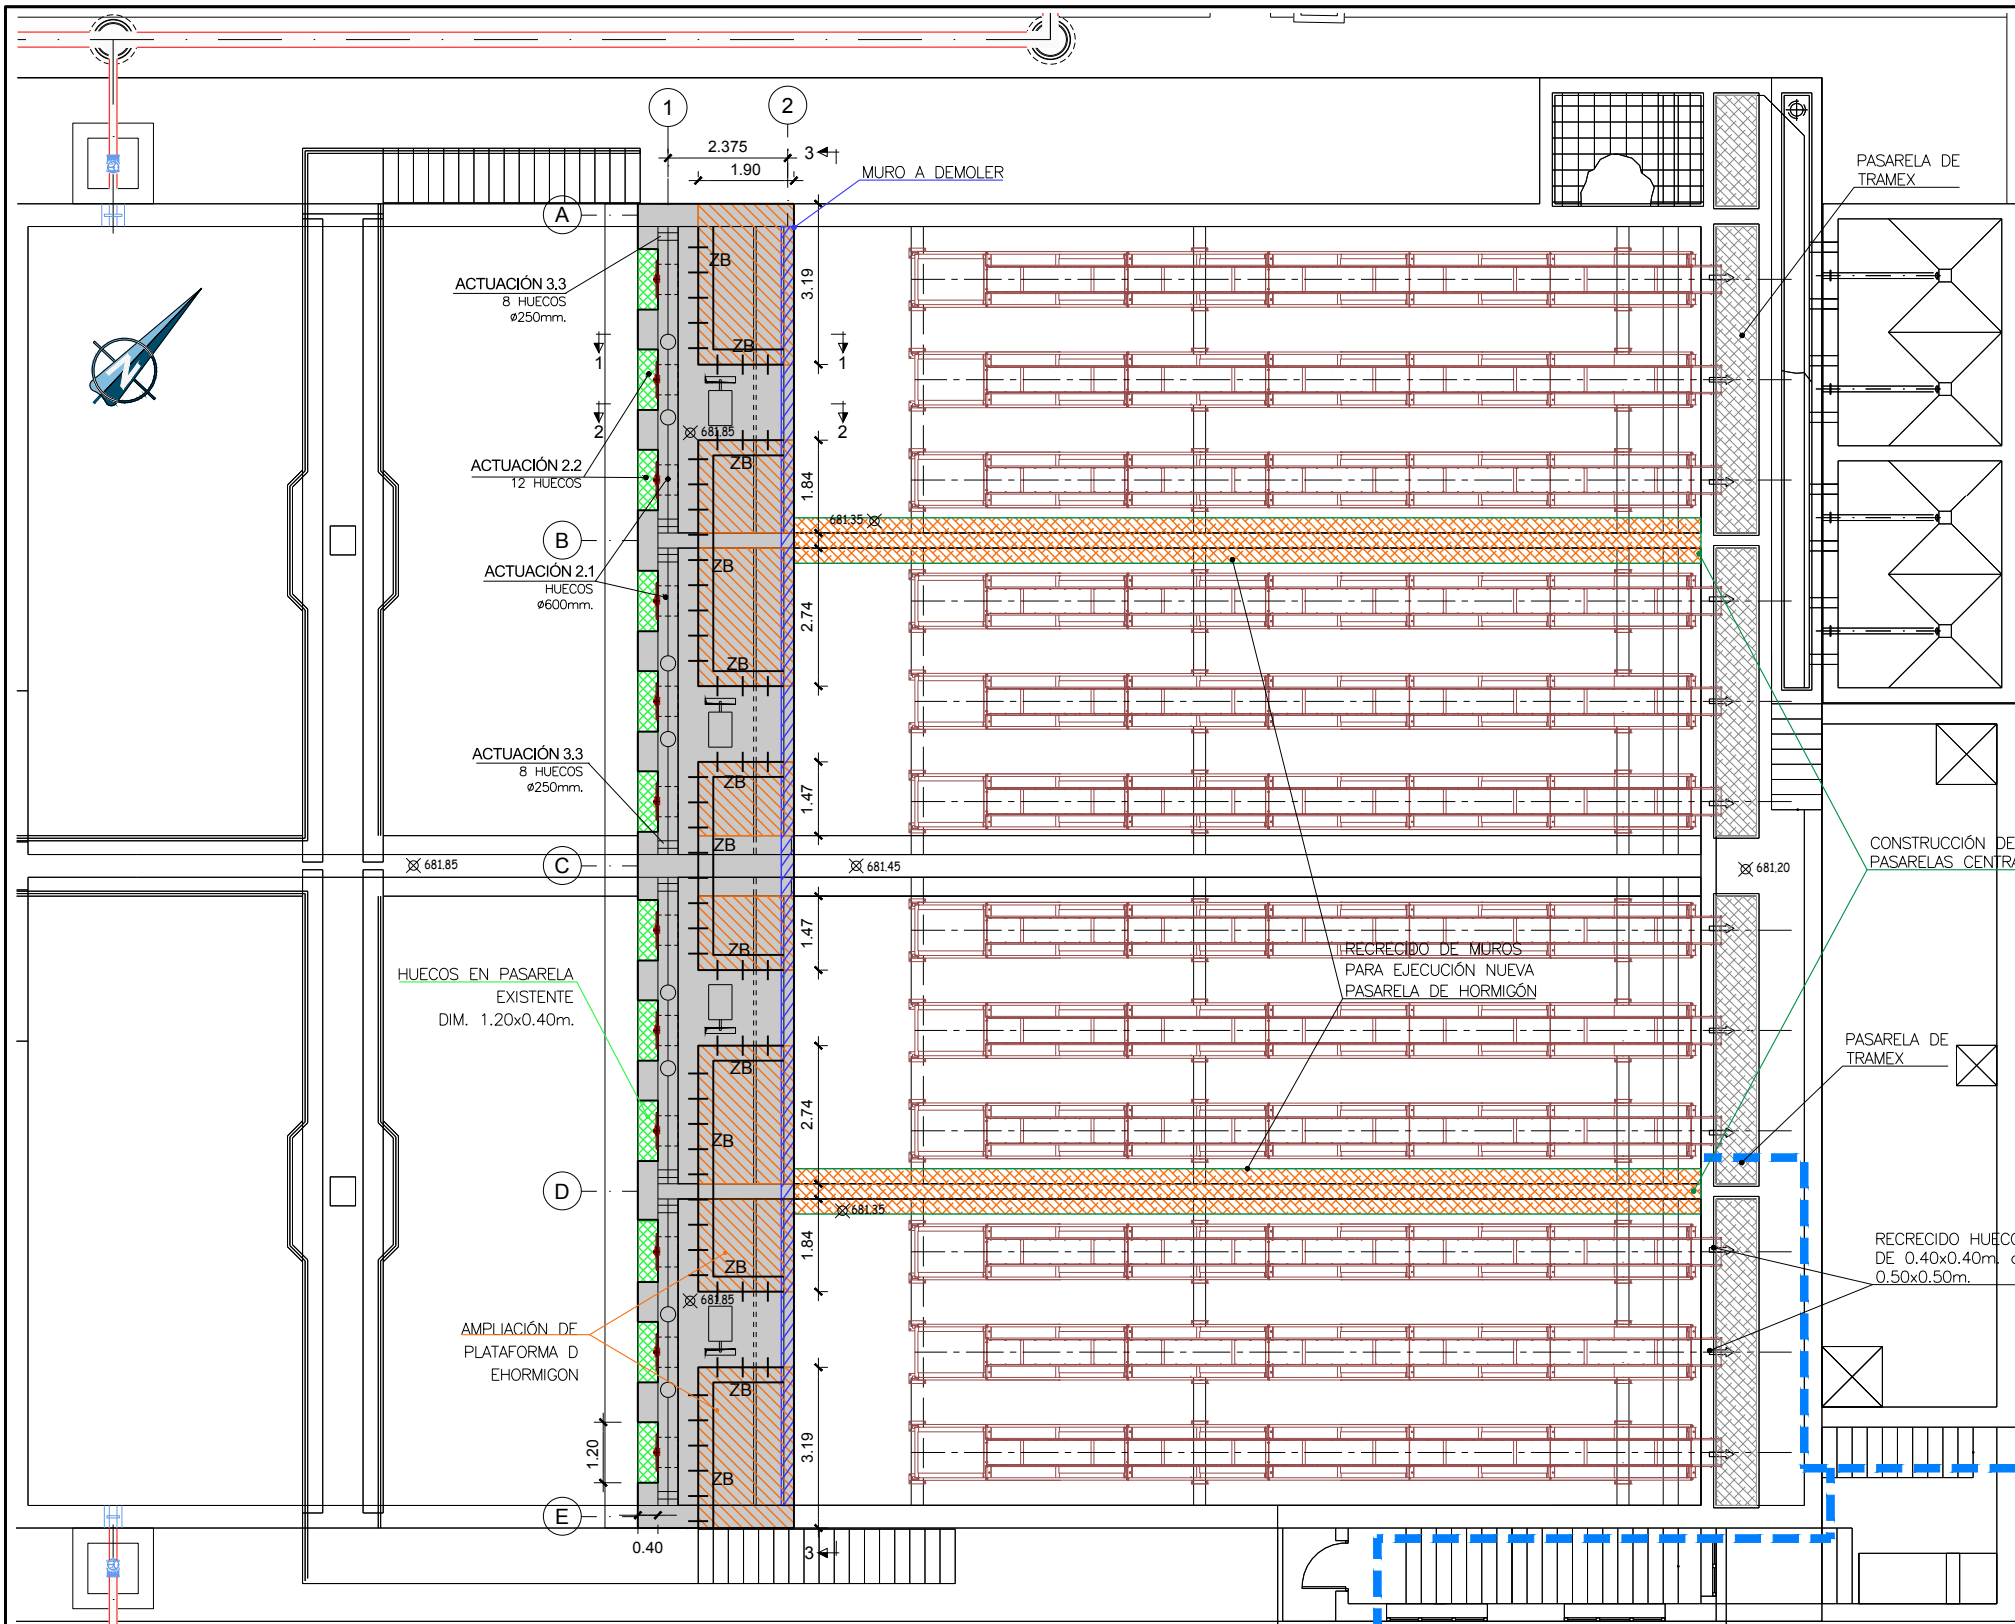 1
2
2.375
1.90
3
MURO A DEMOLER
PASARELA DE
TRAMEX
A
ZB
3.19
ACTUACIÓN 3.3
8 HUECOS
ø250mm.
N
1
1
ZB
2
2
681.85
ACTUACIÓN 2.2
12 HUECOS
ZB
1.84
681.35
B
ACTUACIÓN 2.1
HUECOS
ø600mm.
ZB
2.74
ZB
ACTUACIÓN 3.3
8 HUECOS
ø250mm.
ZB
1.47
ZB
C
681.85
681.45
681.20
CONSTRUCCIÓN DE
PASARELAS CENTRA
1.47
ZB
RECRECIDO DE MUROS
PARA EJECUCIÓN NUEVA
PASARELA DE HORMIGÓN
HUECOS EN PASARELA
EXISTENTE
DIM. 1.20x0.40m.
PASARELA DE
TRAMEX
ZB
2.74
ZB
D
681.35
1.84
ZB
RECRECIDO HUECO
DE 0.40x0.40m.
0.50x0.50m.
681.85
AMPLIACIÓN DE
PLATAFORMA D
EHORMIGON
ZB
1.20
3.19
ZB
E
0.40
3